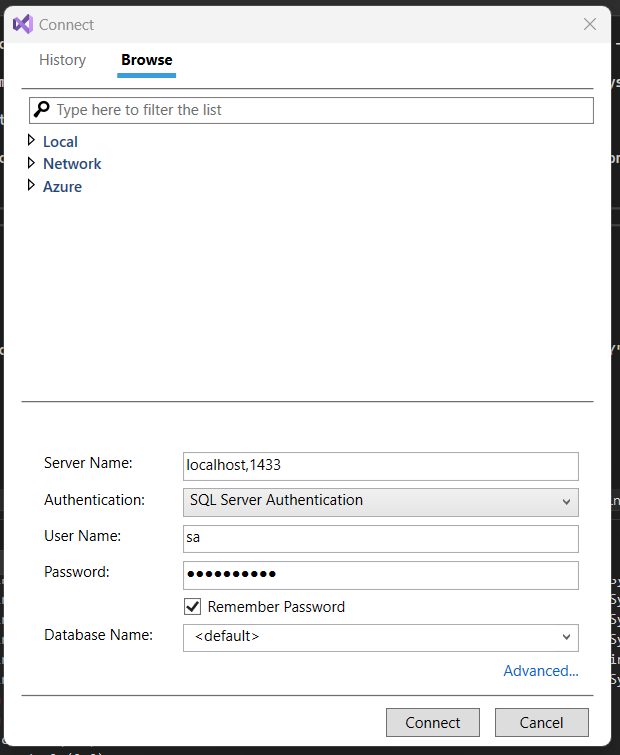 Connect
History Browse
Type here to filter the list
Local
Network
Azure
Server Name: localhost,1433
Authentication: SQL Server Authentication
User Name: sa
Password: ●●●●●●●●●●
Remember Password
Database Name: <default>
Advanced...
Connect Cancel